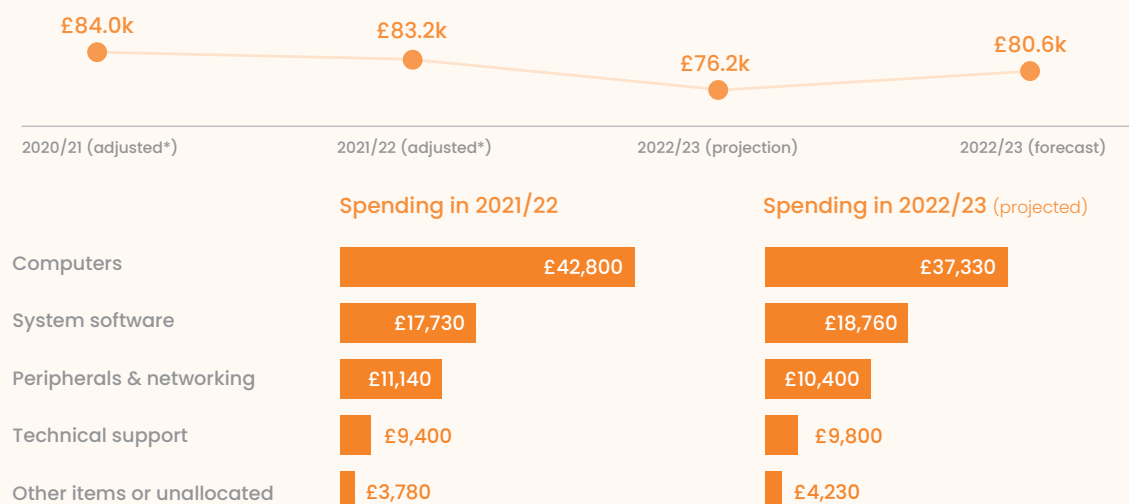 £84.0k
£83.2k
£76.2k
£80.6k
2020/21 (adjusted*)
2021/22 (adjusted*)
2022/23 (projection)
2022/23 (forecast)
Spending in 2021/22
Spending in 2022/23 (projected)
Computers £42,800 £37,330
System software £17,730 £18,760
Peripherals & networking £11,140 £10,400
Technical support £9,400 £9,800
Other items or unallocated £3,780 £4,230